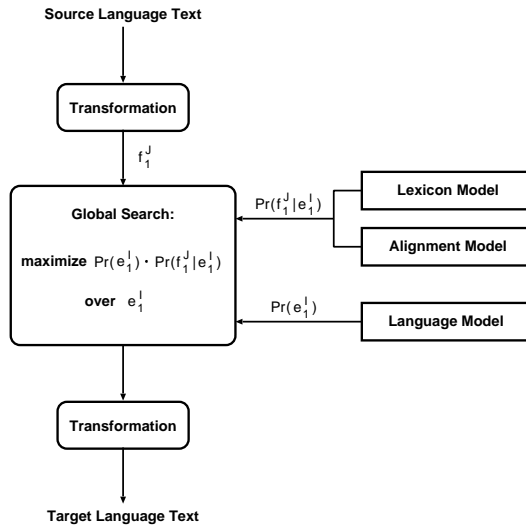 Source Language Text
Transformation
f_1^J
Global Search:
maximize Pr(e_1^I) · Pr(f_1^J|e_1^I)
over e_1^I
Pr(f_1^J|e_1^I)
Lexicon Model
Alignment Model
Pr(e_1^I)
Language Model
Transformation
Target Language Text